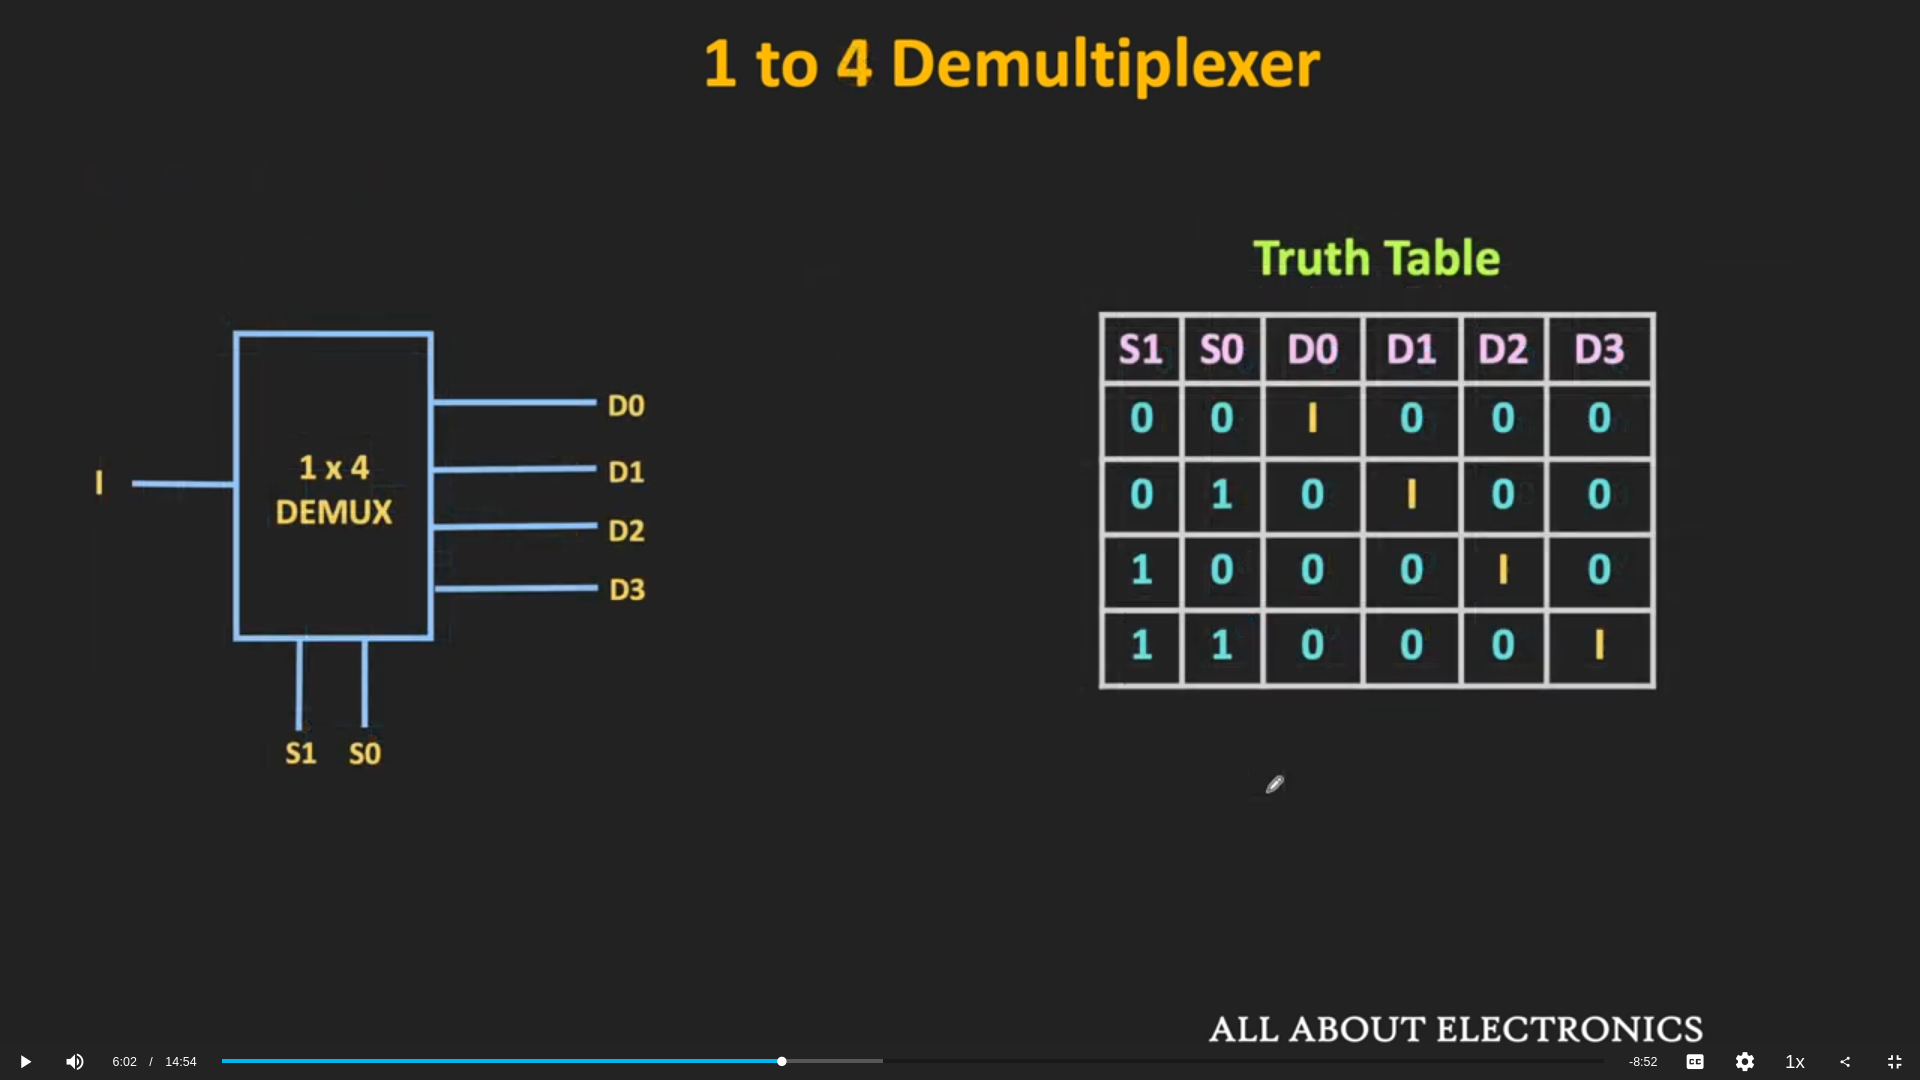 1 to 4 Demultiplexer
Truth Table
I
1 x 4
DEMUX
D0
D1
D2
D3
S1 S0
S1 S0 D0 D1 D2 D3
0 0 I 0 0 0
0 1 0 I 0 0
1 0 0 0 I 0
1 1 0 0 0 I
ALL ABOUT ELECTRONICS
6:02 / 14:54
-8:52
CC
1x